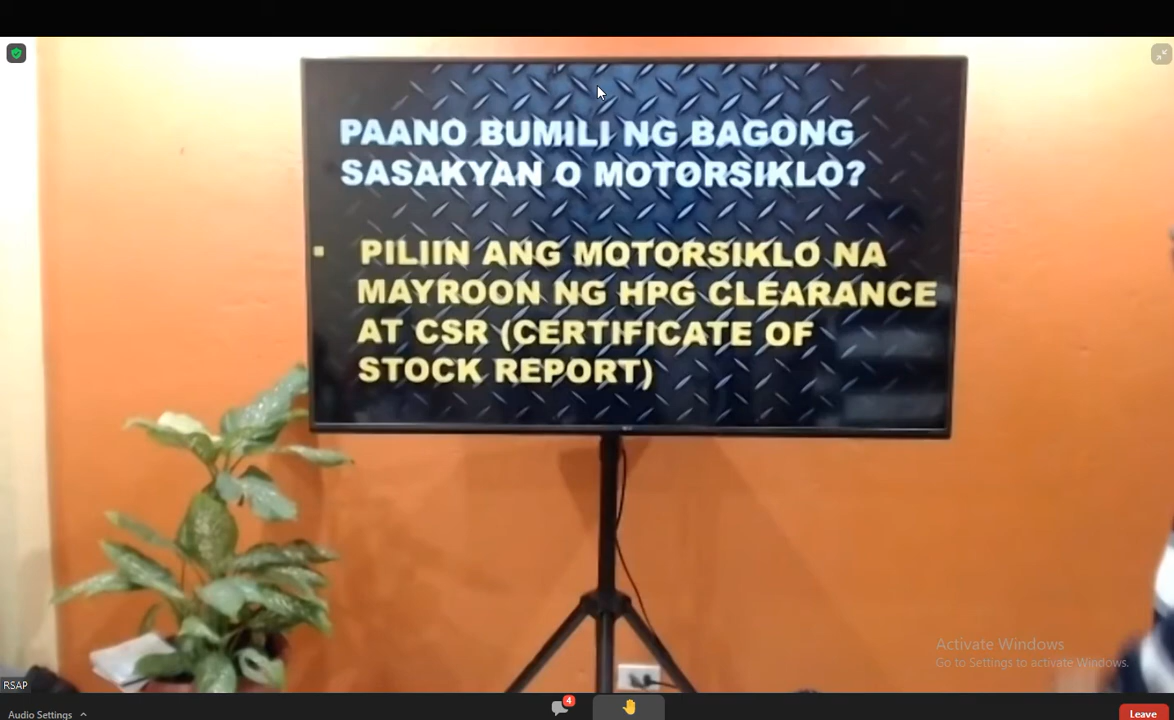 PAANO BUMILI NG BAGONG
SASAKYAN O MOTORSIKLO?
▪ PILIIN ANG MOTORSIKLO NA
MAYROON NG HPG CLEARANCE
AT CSR (CERTIFICATE OF
STOCK REPORT)
Activate Windows
Go to Settings to activate Windows.
RSAP
4
Audio Settings
Leave